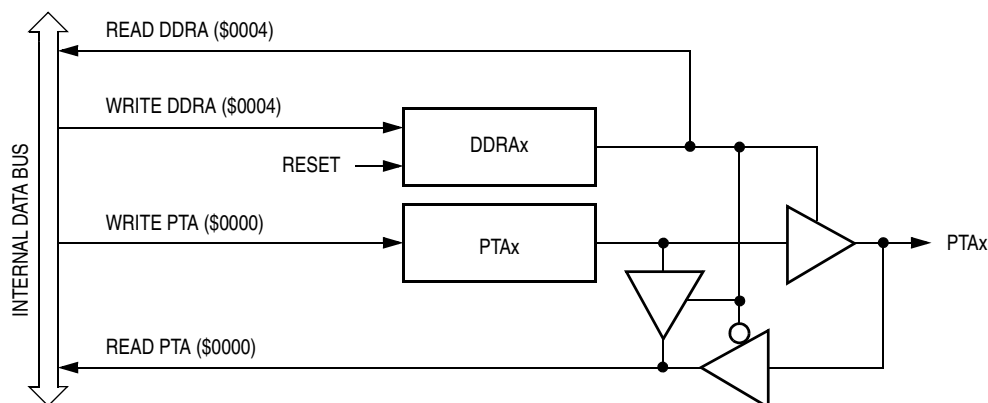 READ DDRA ($0004)
WRITE DDRA ($0004)
DDRAx
RESET
INTERNAL DATA BUS
WRITE PTA ($0000)
PTAx
PTAx
READ PTA ($0000)